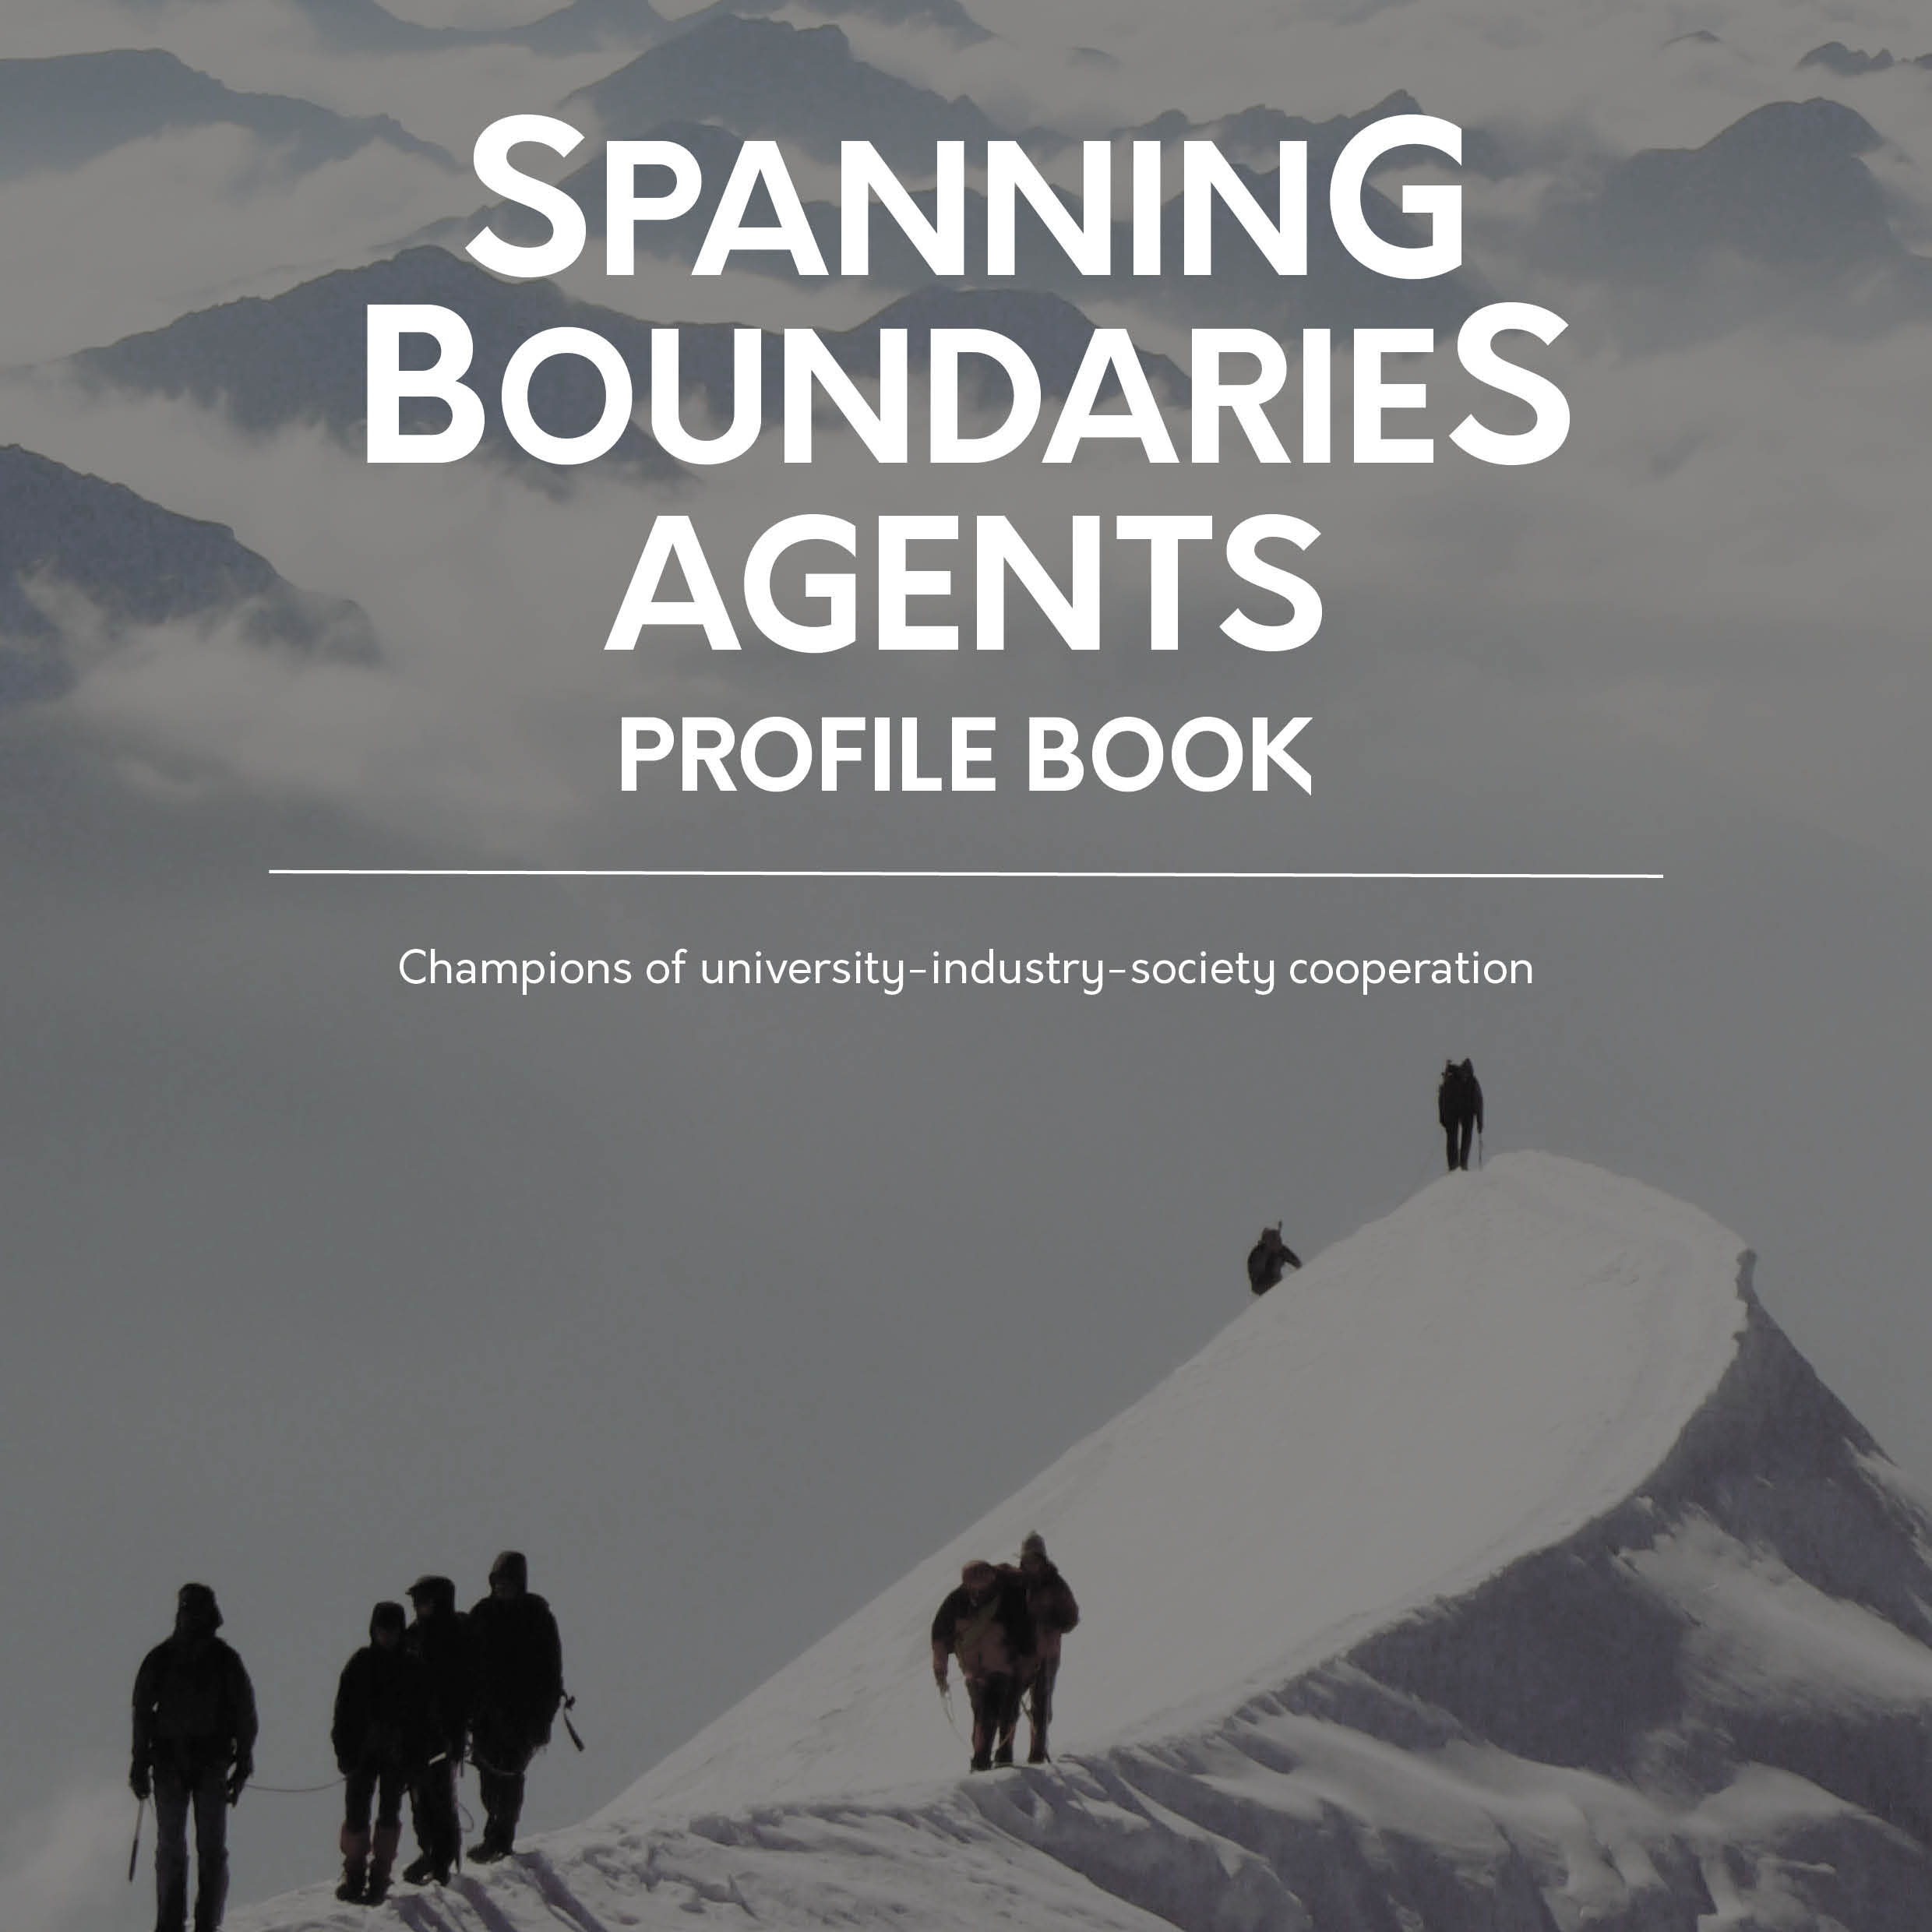 SPANNING
BOUNDARIES
AGENTS
PROFILE BOOK
Champions of university-industry-society cooperation